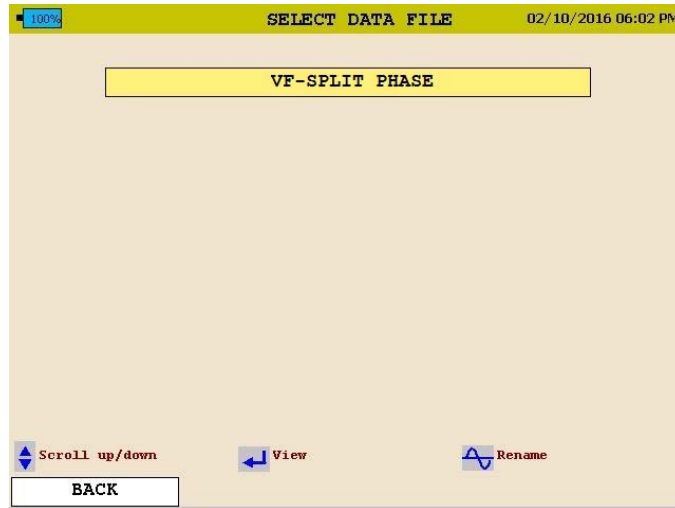 100% SELECT DATA FILE 02/10/2016 06:02 PM
VF-SPLIT PHASE
Scroll up/down View Rename
BACK